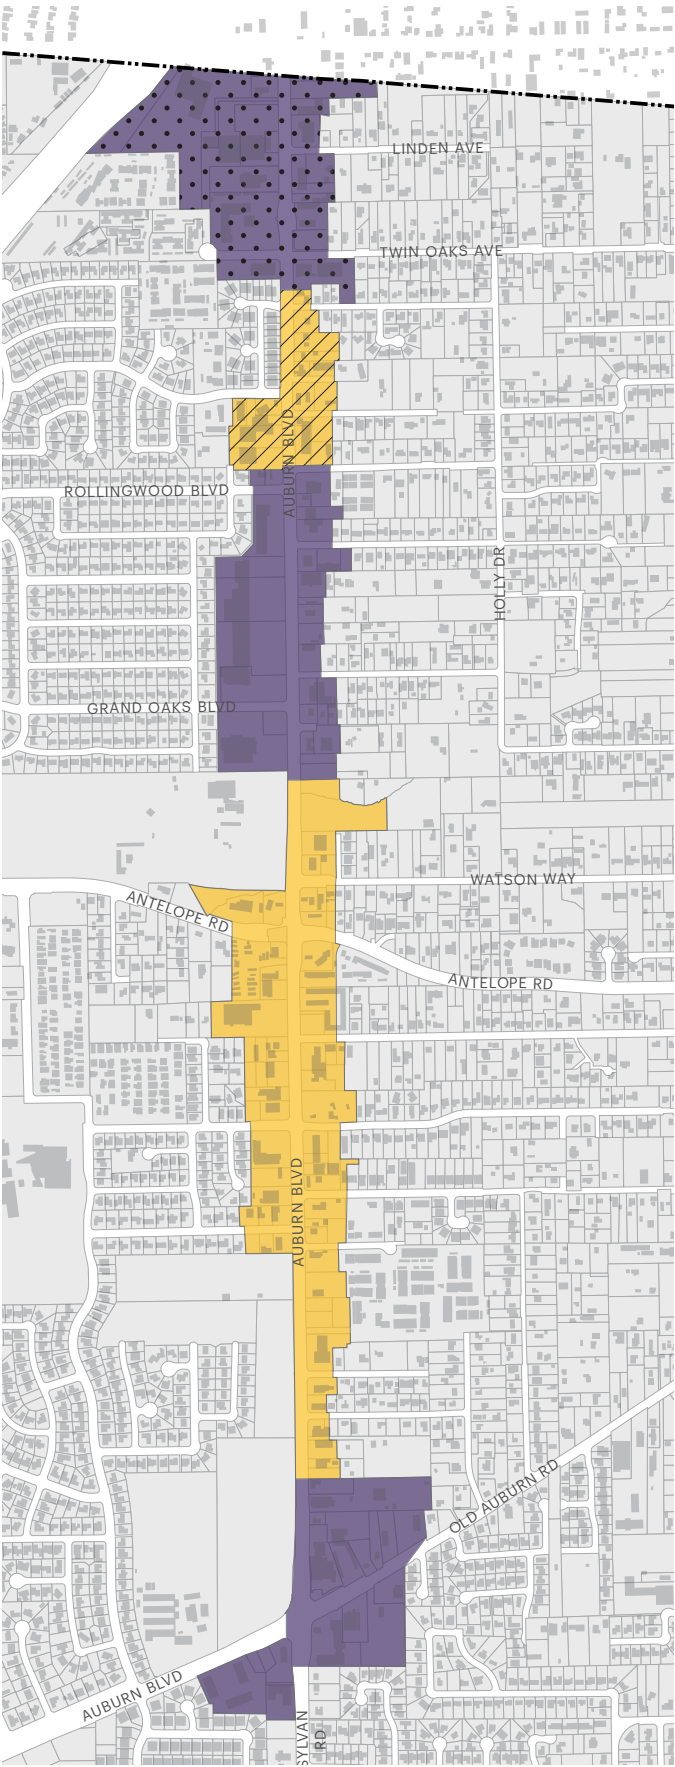 LINDEN AVE
TWIN OAKS AVE
AUBURN BLVD
ROLLINGWOOD BLVD
HOLLY DR
GRAND OAKS BLVD
WATSON WAY
ANTELOPE RD
ANTELOPE RD
AUBURN BLVD
OLD AUBURN RD
AUBURN BLVD
SYLVAN
RD